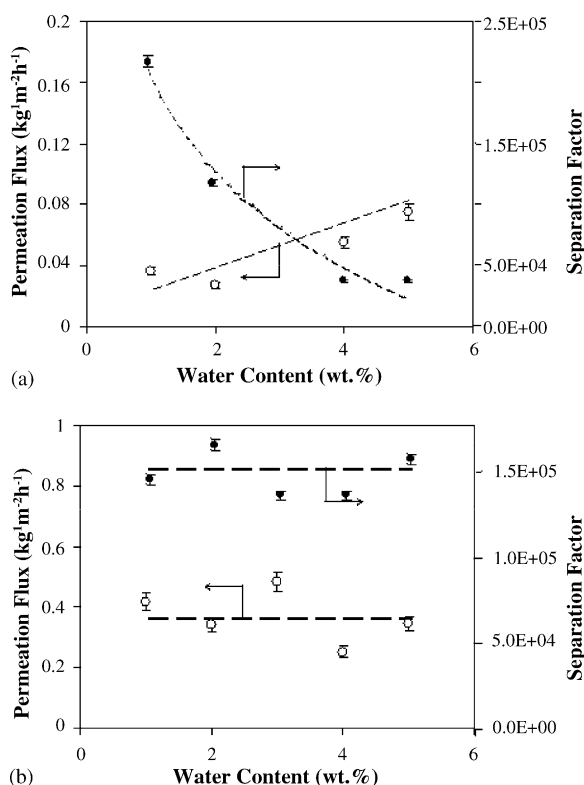 0.2
0.16
0.12
0.08
0.04
0
Permeation Flux (kg¹m⁻²h⁻¹)
2.5E+05
1.5E+05
5.0E+04
0.0E+00
Separation Factor
0
2
4
6
(a)
Water Content (wt.%)
1
0.8
0.6
0.4
0.2
0
Permeation Flux (kg¹m⁻²h⁻¹)
1.5E+05
1.0E+05
5.0E+04
0.0E+00
Separation Factor
0
2
4
6
(b)
Water Content (wt.%)